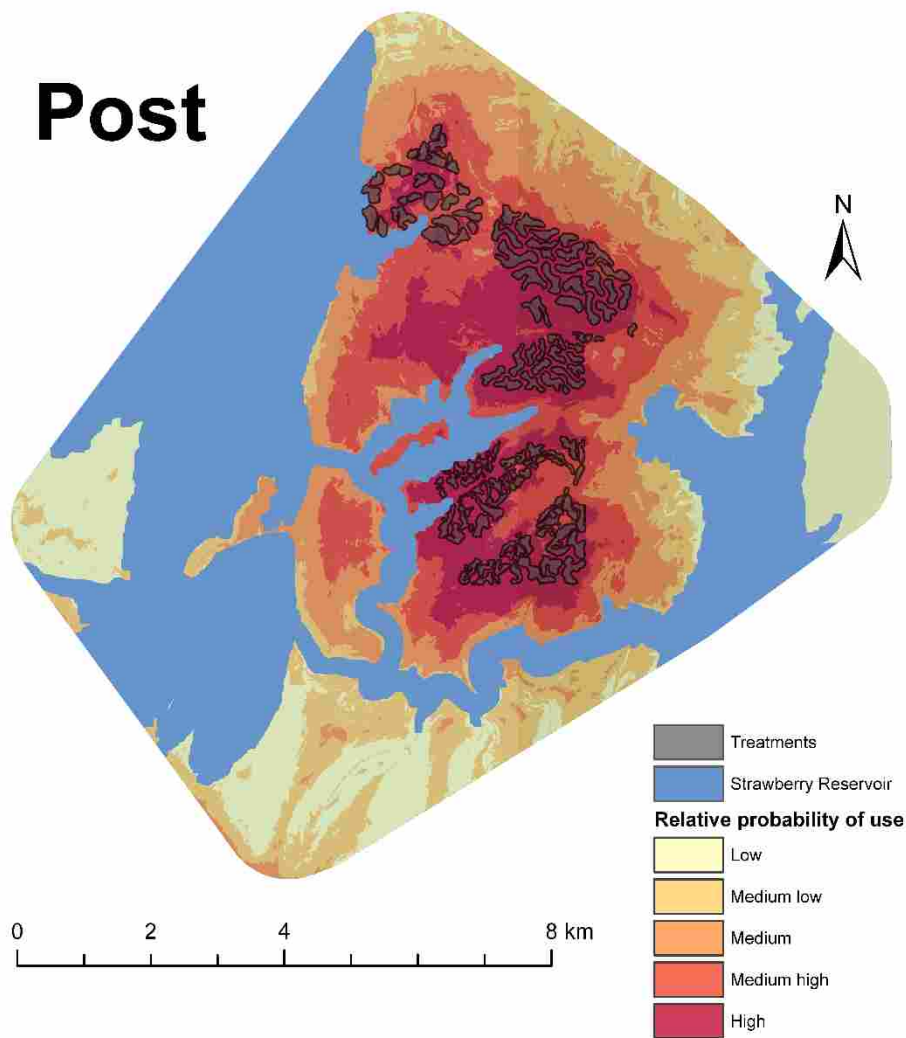 Post
N
Treatments
Strawberry Reservoir
Relative probability of use
Low
Medium low
Medium
Medium high
High
0 2 4 8 km